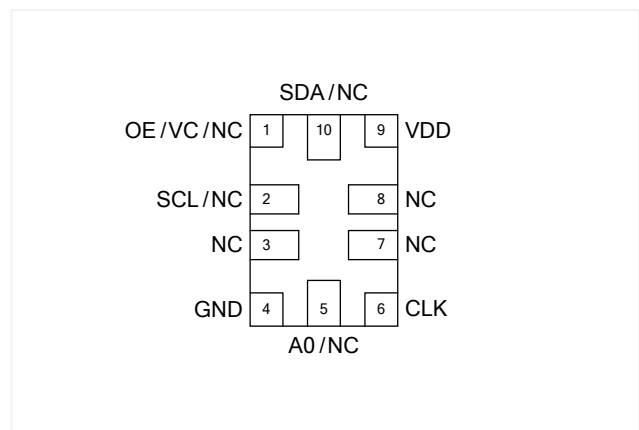 SDA/NC
OE/VC/NC 1 10 9 VDD
SCL/NC 2 8 NC
NC 3 7 NC
GND 4 5 6 CLK
A0/NC